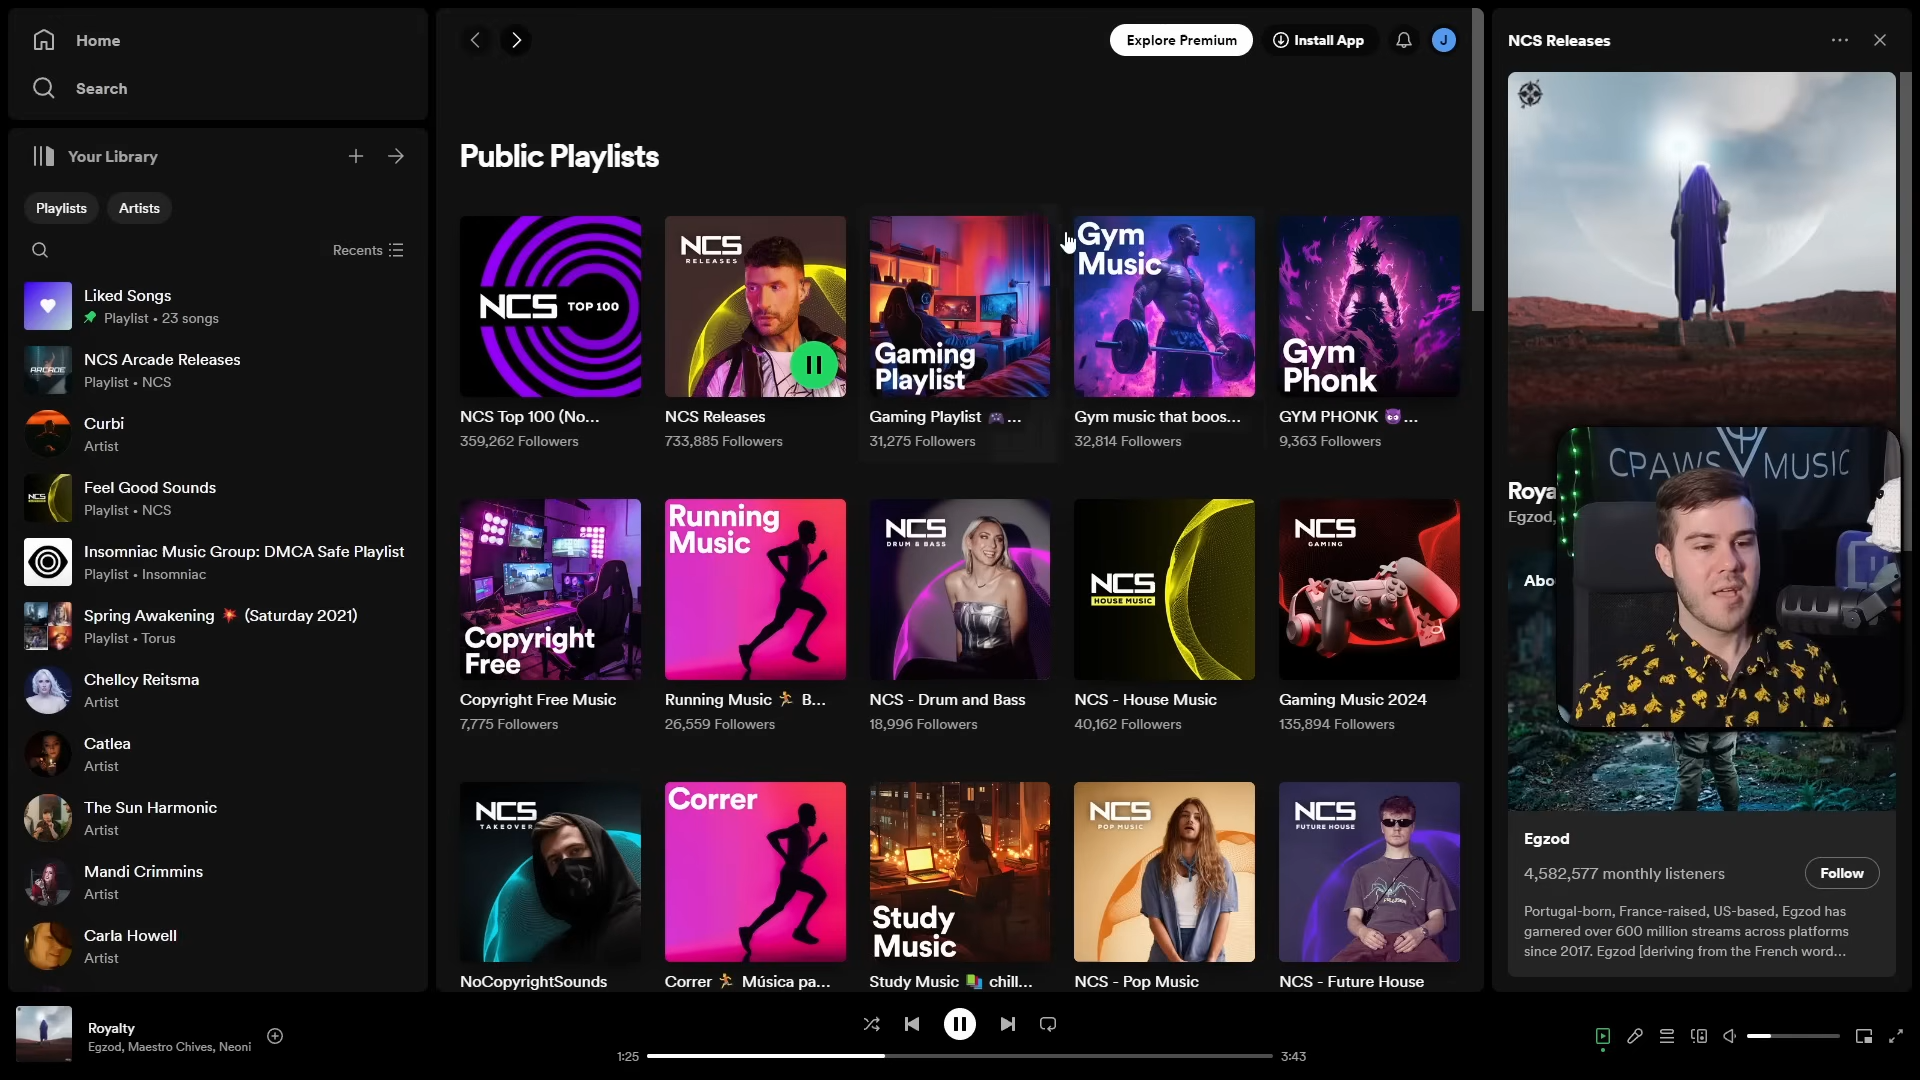 Home
Search
Your Library
Playlists
Artists
Recents
Liked Songs
Playlist • 23 songs
ARCADE
NCS Arcade Releases
Playlist • NCS
Curbi
Artist
NCS
Feel Good Sounds
Playlist • NCS
Insomniac Music Group: DMCA Safe Playlist
Playlist • Insomniac
Spring Awakening 💥 (Saturday 2021)
Playlist • Torus
Chellcy Reitsma
Artist
Catlea
Artist
The Sun Harmonic
Artist
Mandi Crimmins
Artist
Carla Howell
Artist
Explore Premium
Install App
J
Public Playlists
NCS TOP 100
NCS Top 100 (No...
359,262 Followers
NCS
RELEASES
NCS Releases
733,885 Followers
Gaming
Playlist
Gaming Playlist 🎮...
31,275 Followers
Gym
Music
Gym music that boos...
32,814 Followers
Gym
Phonk
GYM PHONK 😈...
9,363 Followers
Copyright
Free
Copyright Free Music
7,775 Followers
Running
Music
Running Music 🏃 B...
26,559 Followers
NCS
DRUM & BASS
NCS - Drum and Bass
18,996 Followers
NCS
HOUSE MUSIC
NCS - House Music
40,162 Followers
NCS
GAMING
Gaming Music 2024
135,894 Followers
NCS
TAKEOVER
NoCopyrightSounds
Correr
Correr 🏃 Música pa...
Study
Music
Study Music 📚 chill...
NCS
POP MUSIC
NCS - Pop Music
NCS
FUTURE HOUSE
NCS - Future House
NCS Releases
Roya
Egzod,
Abo
CPAWS MUSIC
Egzod
4,582,577 monthly listeners
Follow
Portugal-born, France-raised, US-based, Egzod has
garnered over 600 million streams across platforms
since 2017. Egzod [deriving from the French word...
Royalty
Egzod, Maestro Chives, Neoni
1:25
3:43